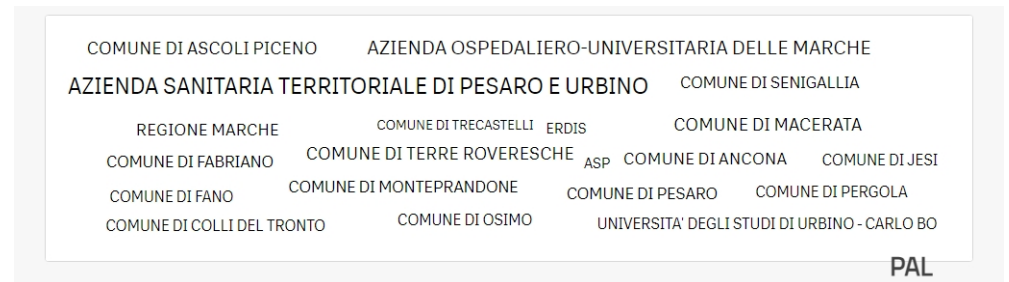 COMUNE DI ASCOLI PICENO AZIENDA OSPEDALIERO-UNIVERSITARIA DELLE MARCHE
AZIENDA SANITARIA TERRITORIALE DI PESARO E URBINO COMUNE DI SENIGALLIA
REGIONE MARCHE COMUNE DI TRECASTELLI ERDIS COMUNE DI MACERATA
COMUNE DI FABRIANO COMUNE DI TERRE ROVERESCHE ASP COMUNE DI ANCONA COMUNE DI JESI
COMUNE DI FANO COMUNE DI MONTEPRANDONE COMUNE DI PESARO COMUNE DI PERGOLA
COMUNE DI COLLI DEL TRONTO COMUNE DI OSIMO UNIVERSITA' DEGLI STUDI DI URBINO - CARLO BO
PAL